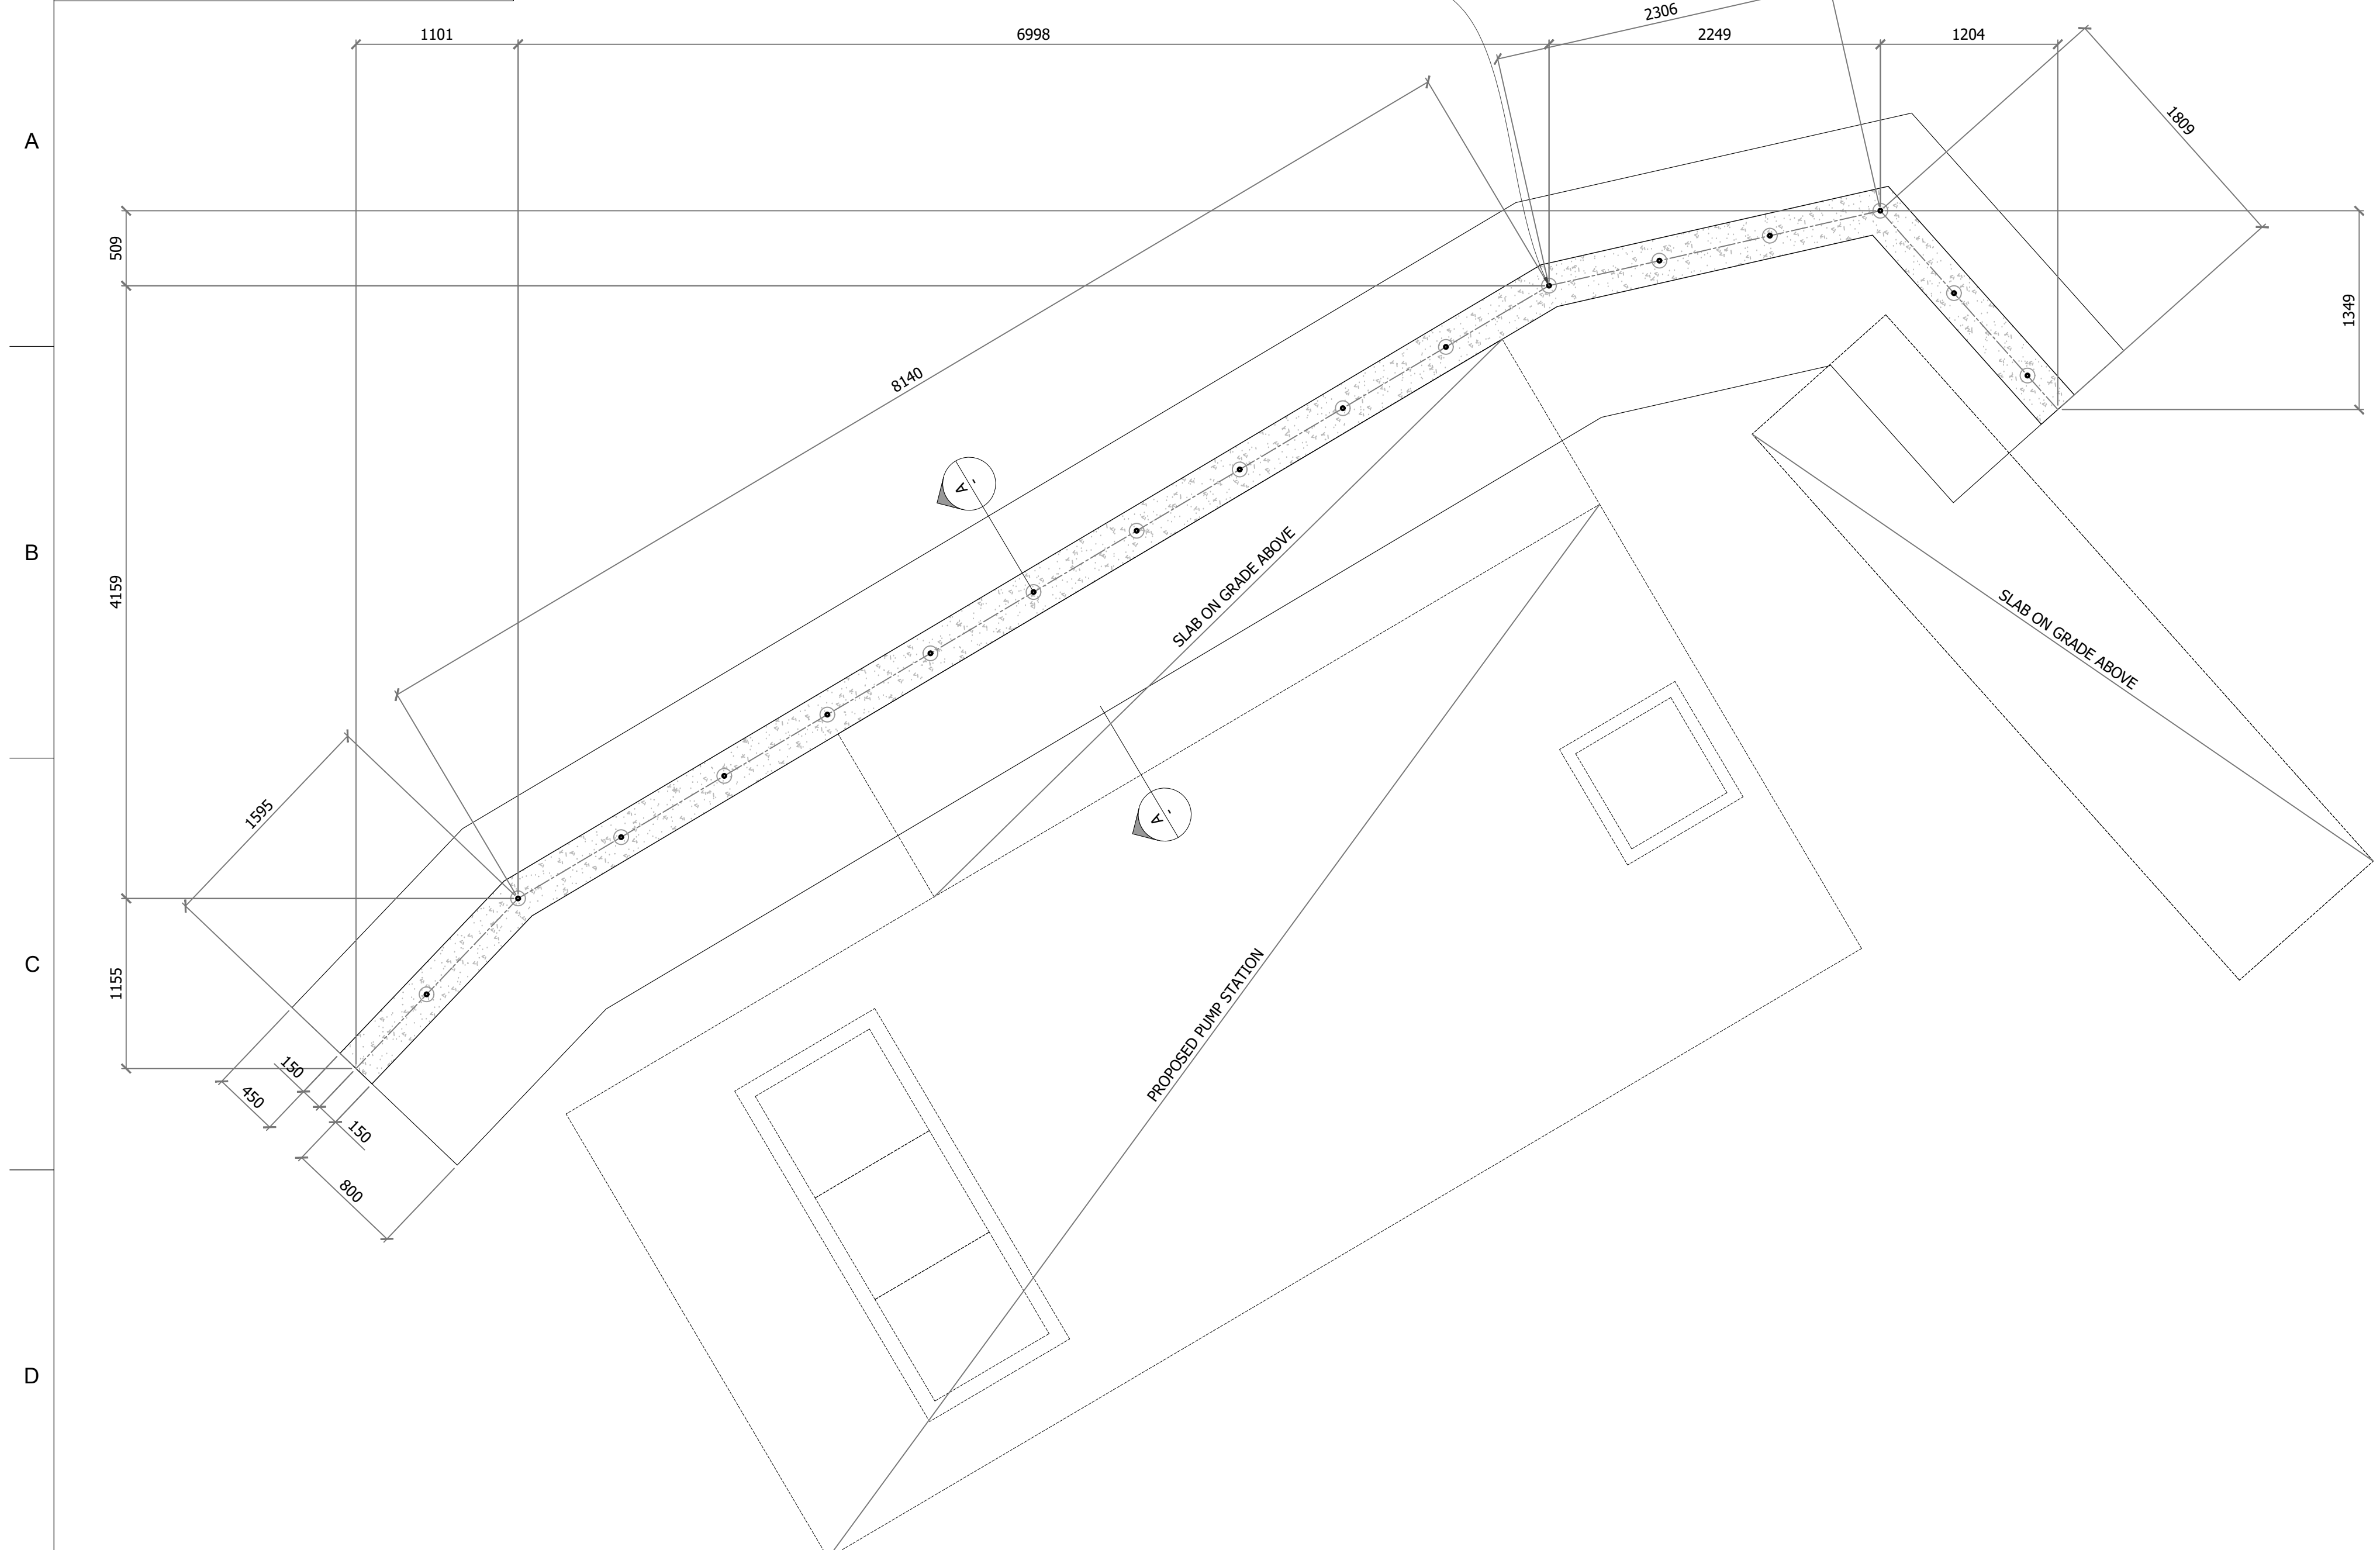 2306
1101
6998
2249
1204
A
1809
509
1349
8140
A
-
B
SLAB ON GRADE ABOVE
4159
SLAB ON GRADE ABOVE
1595
A
-
C
1155
PROPOSED PUMP STATION
150
450
150
800
D